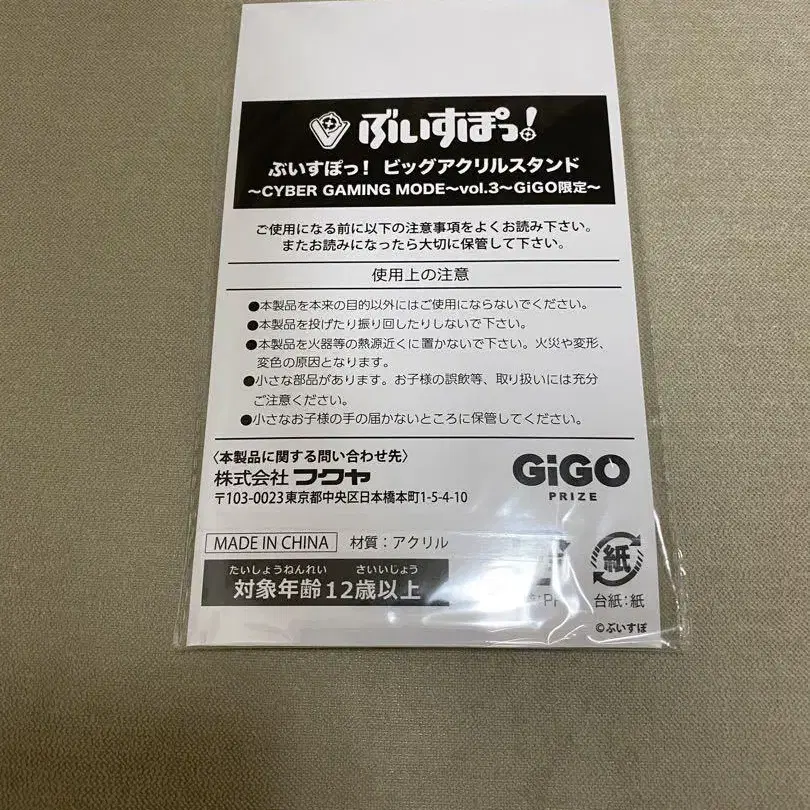 ぶいすぽっ!
ぶいすぽっ! ビッグアクリルスタンド
~CYBER GAMING MODE~vol.3~GiGO限定~
ご使用になる前に以下の注意事項をよくお読み下さい。
またお読みになったら大切に保管して下さい。
使用上の注意
●本製品を本来の目的以外にはご使用にならないでください。
●本製品を投げたり振り回したりしないで下さい。
●本製品を火器等の熱源近くに置かないで下さい。火災や変形、
変色の原因となります。
●小さな部品があります。お子様の誤飲等、取り扱いには充分
ご注意ください。
●小さなお子様の手の届かないところに保管してください。
〈本製品に関する問い合わせ先〉
株式会社フクヤ
〒103-0023東京都中央区日本橋本町1-5-4-10
GiGO
PRIZE
MADE IN CHINA 材質:アクリル
たいしょうねんれい さいいじょう
対象年齢12歳以上
紙
台紙:紙
©ぶいすぽ